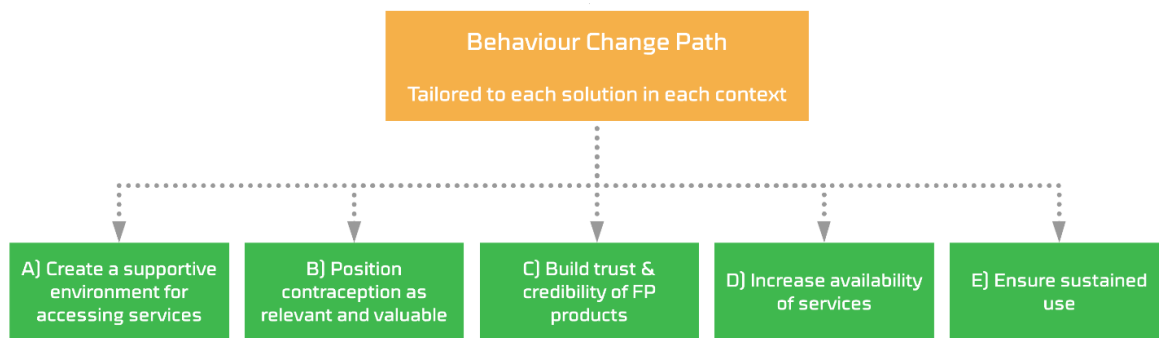 Behaviour Change Path
Tailored to each solution in each context
A) Create a supportive
environment for
accessing services
B) Position
contraception as
relevant and valuable
C) Build trust &
credibility of FP
products
D) Increase availability
of services
E) Ensure sustained
use